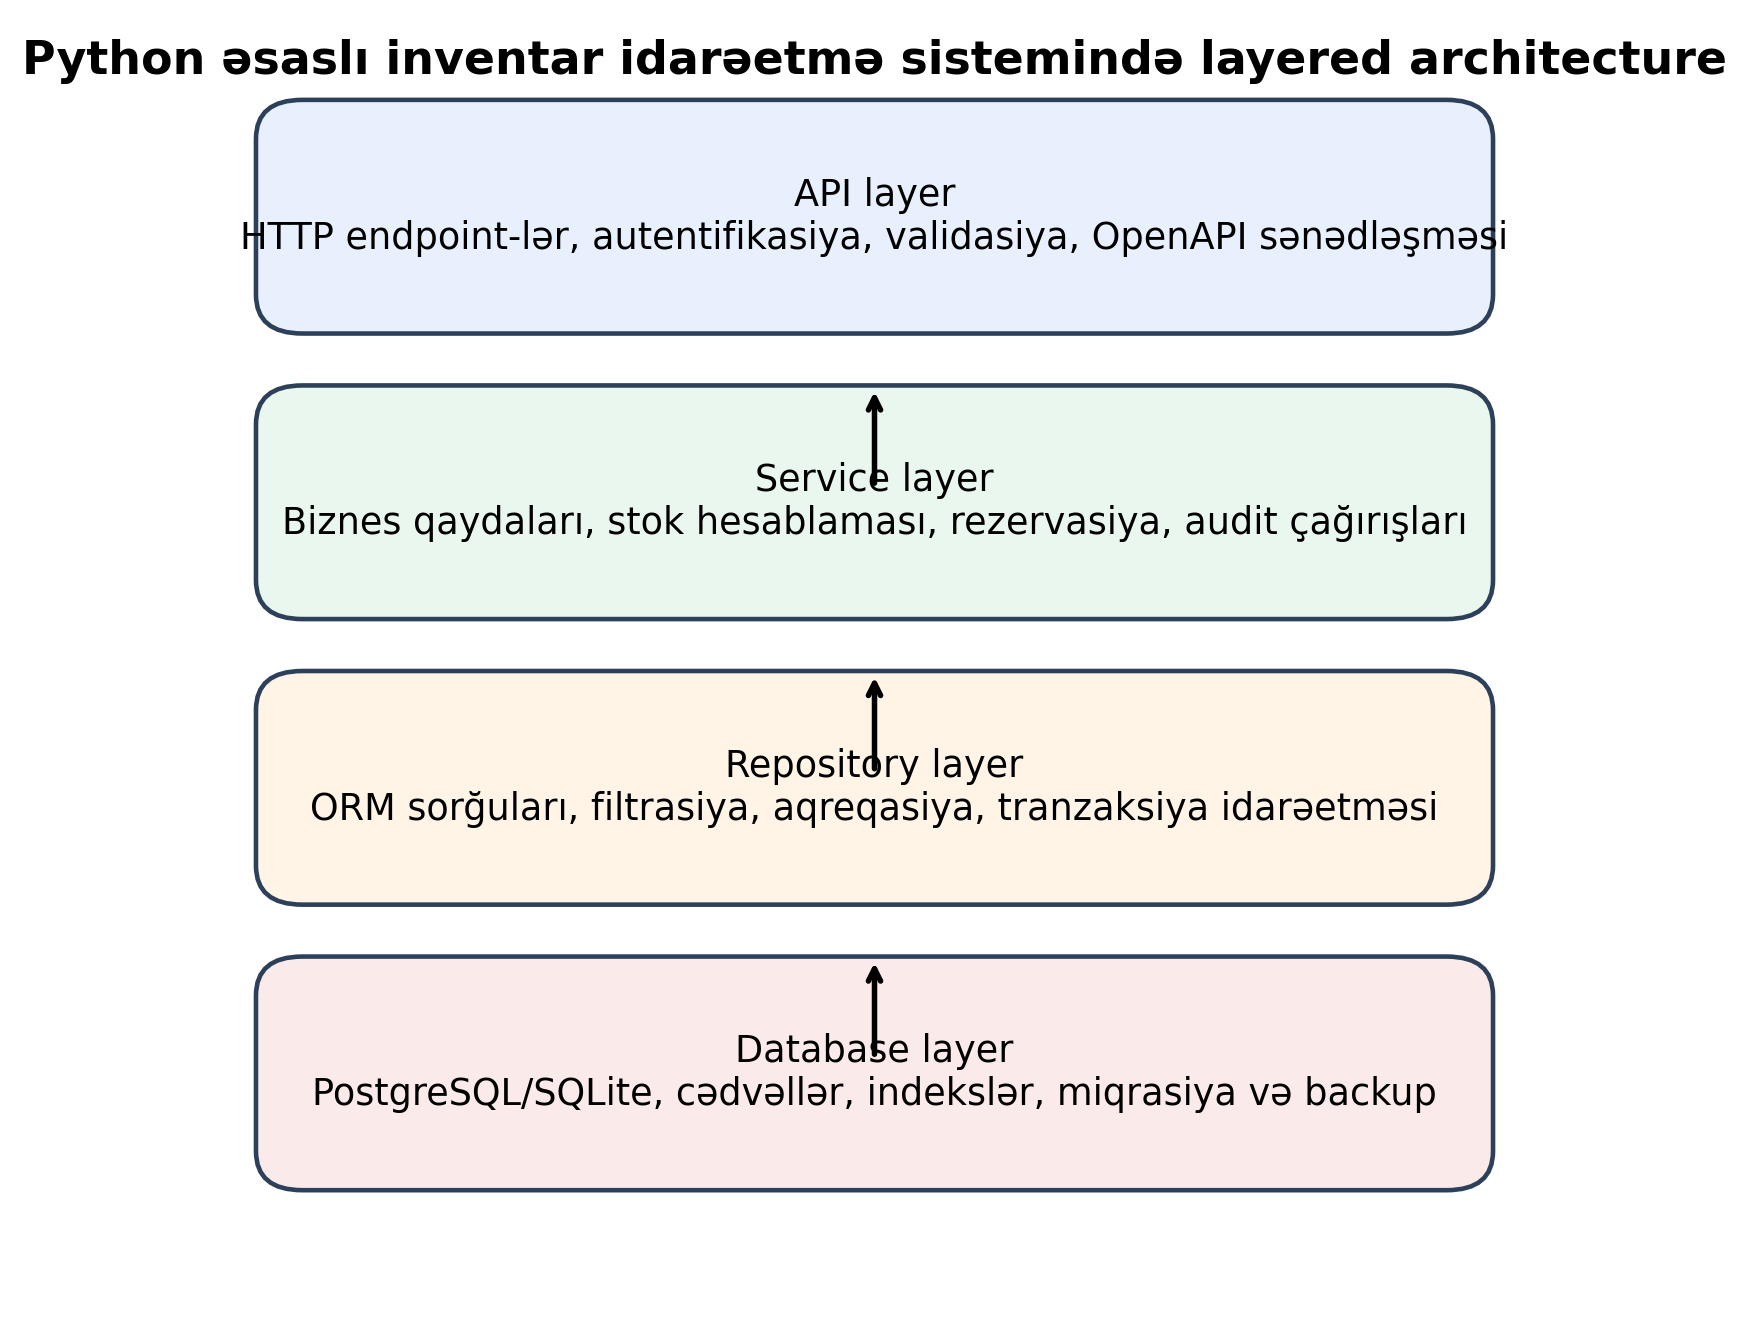 Python əsaslı inventar idarəetmə sistemində layered architecture
API layer
HTTP endpoint-lər, autentifikasiya, validasiya, OpenAPI sənədləşməsi
Service layer
Biznes qaydaları, stok hesablaması, rezervasiya, audit çağırışları
Repository layer
ORM sorğuları, filtrasiya, aqreqasiya, tranzaksiya idarəetməsi
Database layer
PostgreSQL/SQLite, cədvəllər, indekslər, miqrasiya və backup